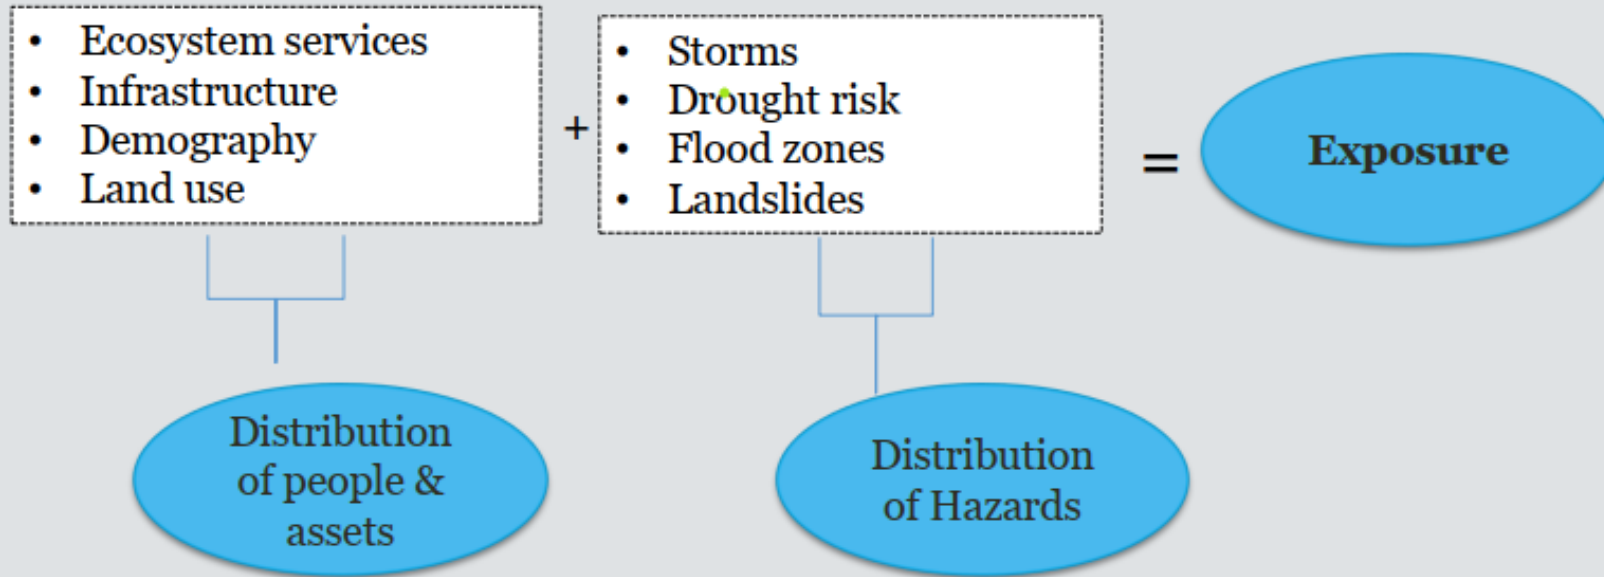 • Ecosystem services
• Infrastructure
• Demography
• Land use
+
• Storms
• Drought risk
• Flood zones
• Landslides
=
Exposure
Distribution
of people &
assets
Distribution
of Hazards